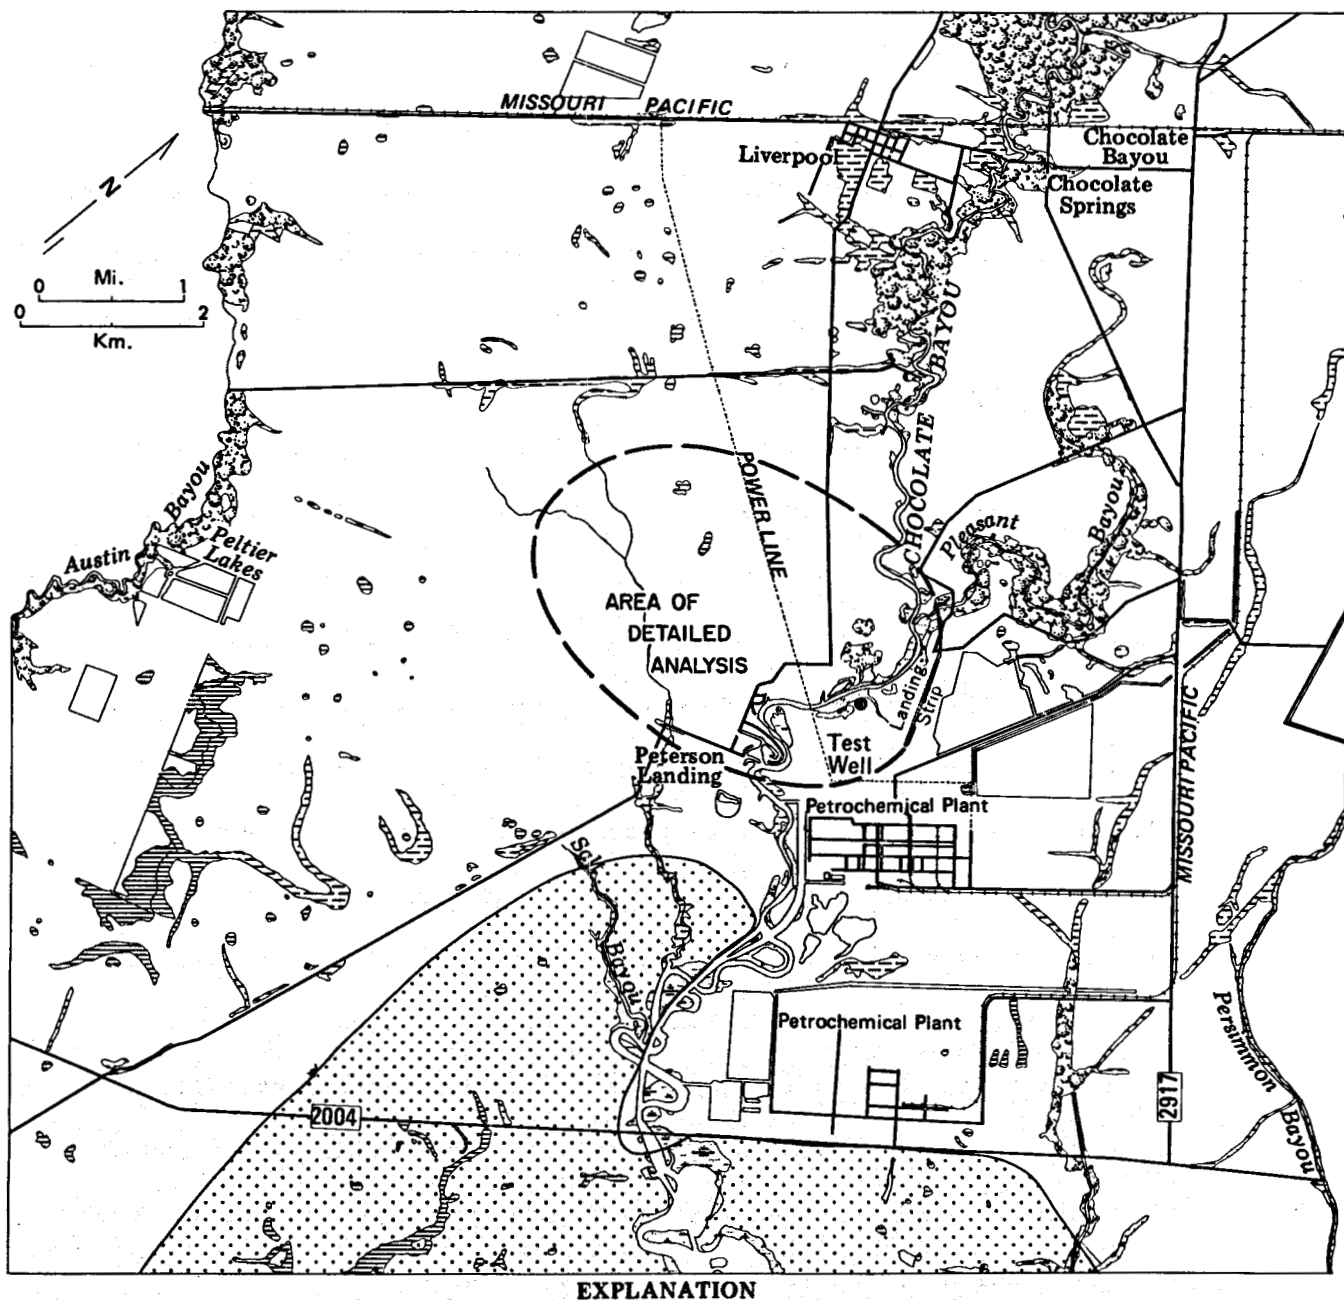 MISSOURI PACIFIC
Chocolate
Bayou
Liverpool
Chocolate
Springs
N
0 Mi. 1
0 2
Km.
CHOCOLATE BAYOU
POWER LINE
Bayou
Pleasant
Austin Bayou
Peltier
Lakes
AREA OF
DETAILED
ANALYSIS
Landing
Strip
MISSOURI PACIFIC
Test
Well
Peterson
Landing
Petrochemical Plant
Bayou
Petrochemical Plant
Persimmon Bayou
2917
2004
EXPLANATION